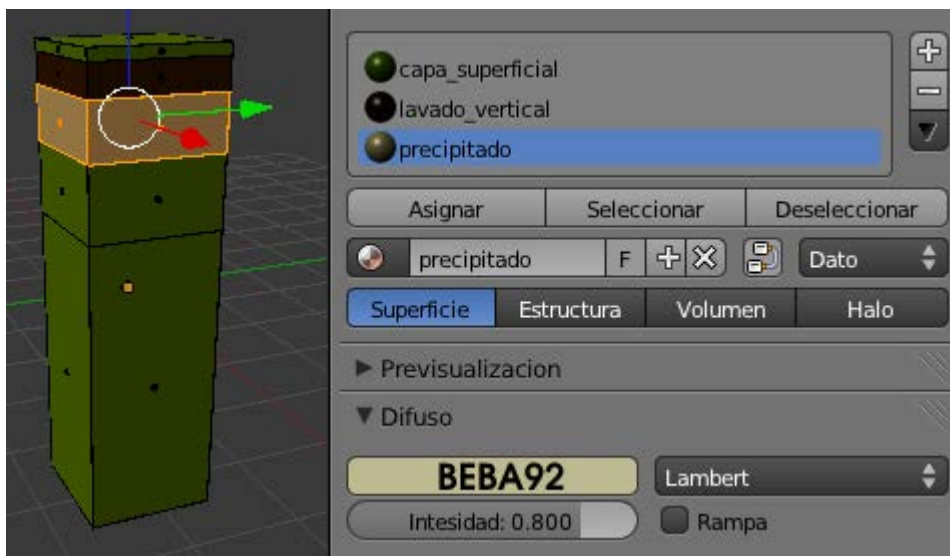 capa_superficial
lavado_vertical
precipitado
Asignar Seleccionar Deseleccionar
precipitado F Dato
Superficie Estructura Volumen Halo
Previsualizacion
Difuso
BEBA92 Lambert
Intesidad: 0.800 Rampa